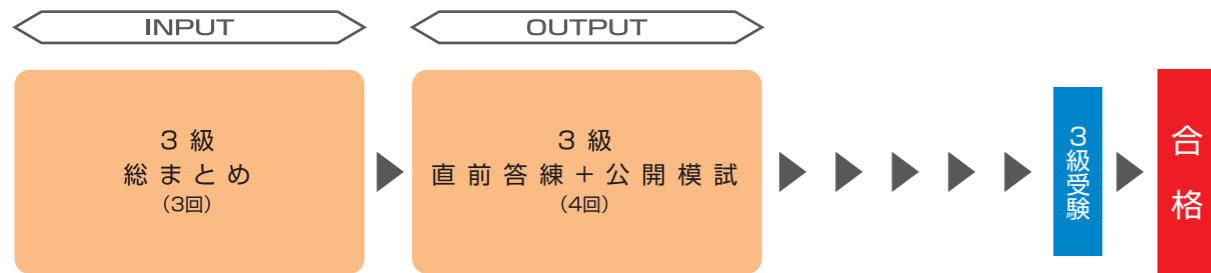 INPUT
OUTPUT
3級
総まとめ
(3回)
3級
直前答練＋公開模試
(4回)
3級受験
合格